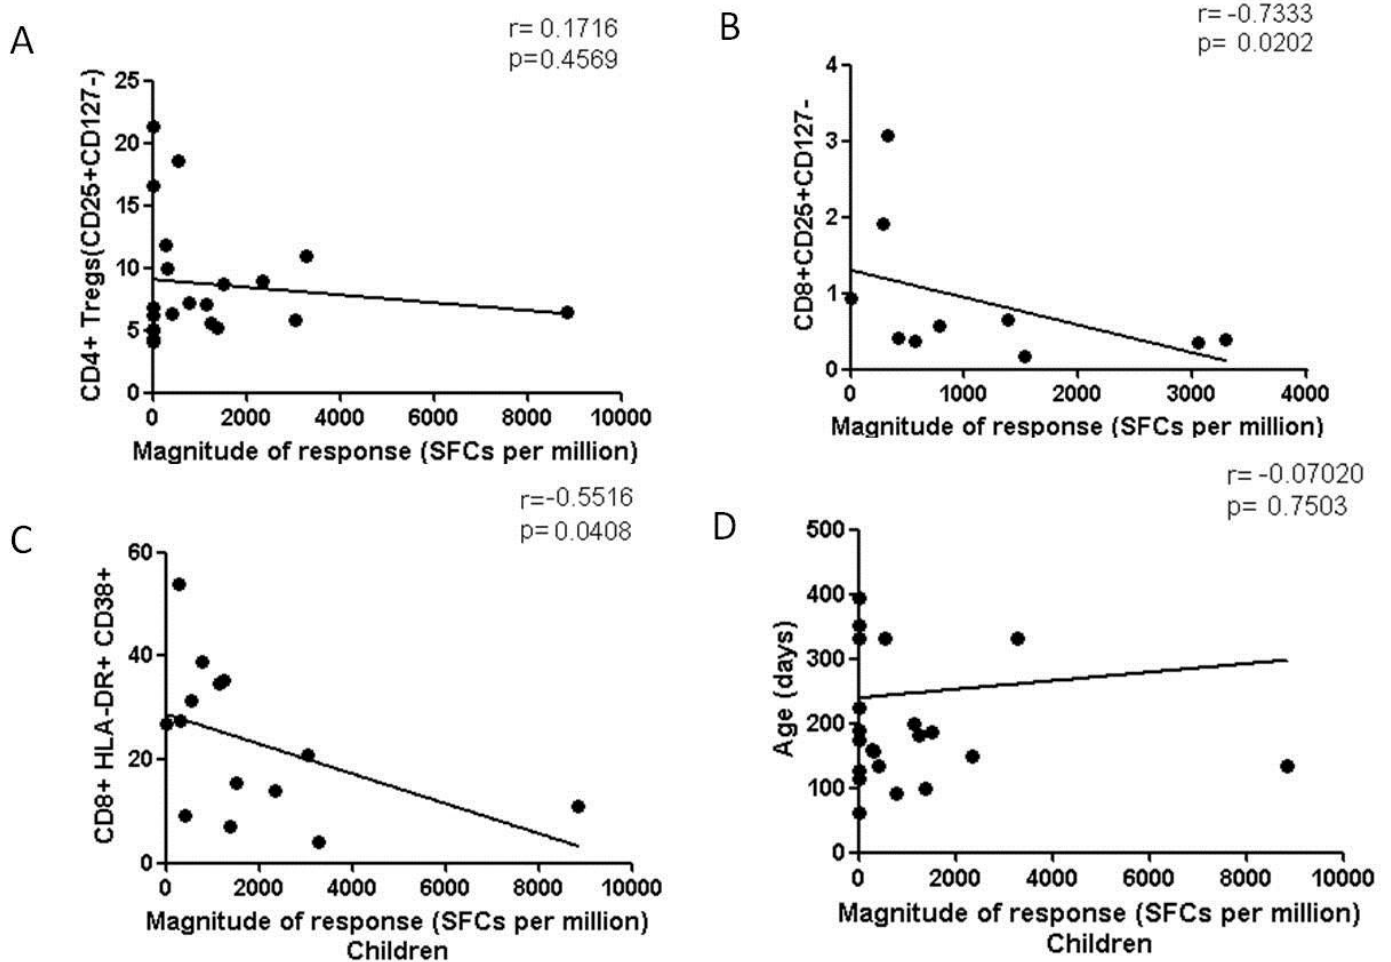 A
r= 0.1716
p=0.4569
CD4+ Tregs(CD25+CD127-)
25
20
15
10
5
0
0 2000 4000 6000 8000 10000
Magnitude of response (SFCs per million)
B
r= -0.7333
p= 0.0202
CD8+CD25+CD127-
4
3
2
1
0
0 1000 2000 3000 4000
Magnitude of response (SFCs per million)
C
r=-0.5516
p= 0.0408
CD8+ HLA-DR+ CD38+
60
40
20
0
0 2000 4000 6000 8000 10000
Magnitude of response (SFCs per million)
Children
D
r= -0.07020
p= 0.7503
Age (days)
500
400
300
200
100
0
0 2000 4000 6000 8000 10000
Magnitude of response (SFCs per million)
Children